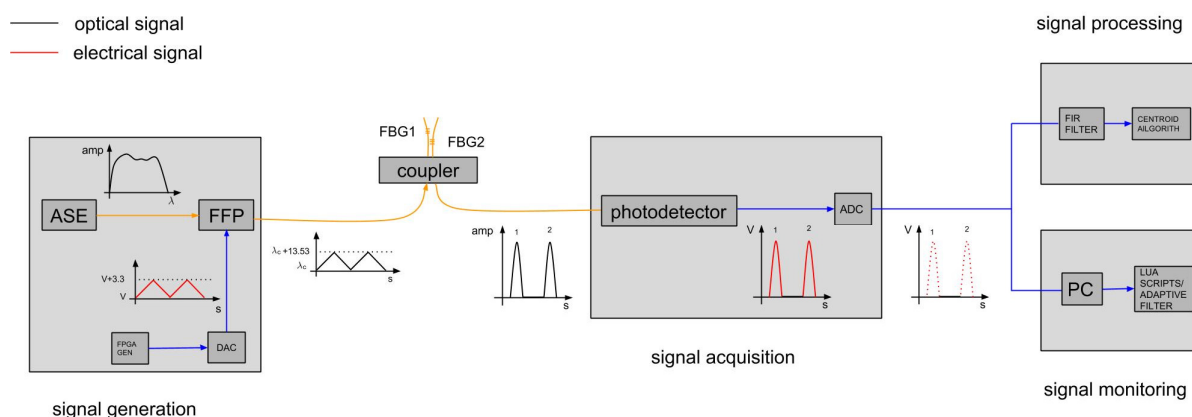 optical signal
electrical signal
signal processing
FBG1
FBG2
coupler
amp
λ
ASE
FFP
V+3.3
V
s
FPGA
GEN
DAC
signal generation
λc +13.53
λc
s
amp
1
2
s
photodetector
ADC
V
1
2
s
signal acquisition
V
1
2
s
FIR
FILTER
CENTROID
AILGORITH
PC
LUA
SCRIPTS/
ADAPTIVE
FILTER
signal monitoring